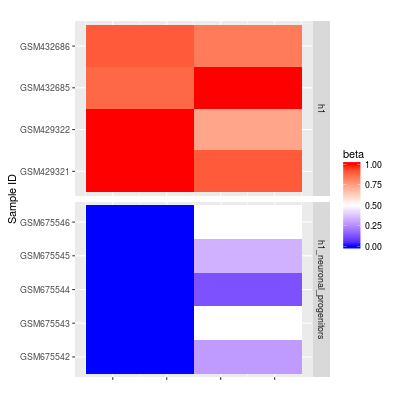 GSM432686
GSM432685
GSM429322
GSM429321
h1
GSM675546
GSM675545
GSM675544
GSM675543
GSM675542
h1_neuronal_progenitors
Sample ID
beta
1.00
0.75
0.50
0.25
0.00